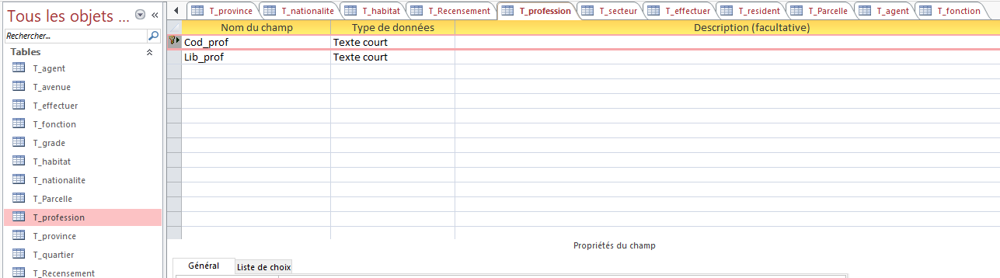 Tous les objets ...
Rechercher...
Tables
T_agent
T_avenue
T_effectuer
T_fonction
T_grade
T_habitat
T_nationalite
T_Parcelle
T_profession
T_province
T_quartier
T_Recensement
T_province T_nationalite T_habitat T_Recensement T_profession T_secteur T_effectuer T_resident T_Parcelle T_agent T_fonction
Nom du champ Type de données Description (facultative)
Cod_prof Texte court
Lib_prof Texte court
Propriétés du champ
Général Liste de choix